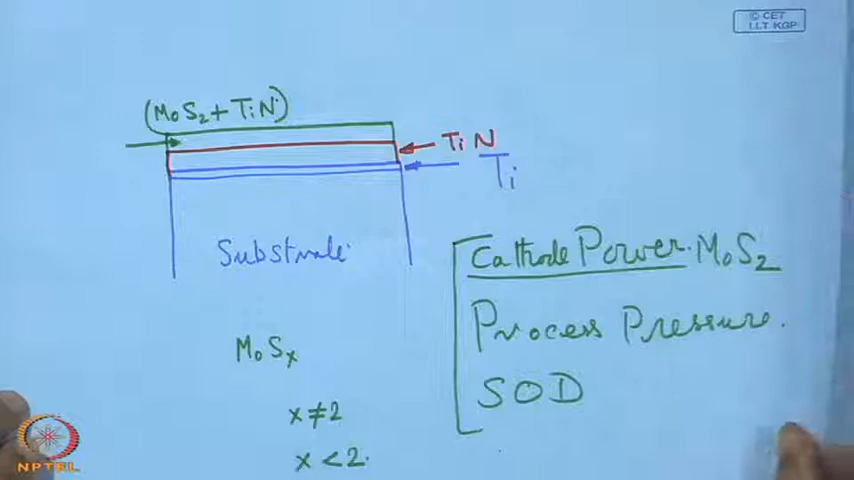 © CET
I.I.T. KGP
(MoS₂ + TiN)
TiN
Ti
Substrate
Cathode Power. MoS₂
Process Pressure.
SOD
MoSₓ
x ≠ 2
x < 2.
NPTEL